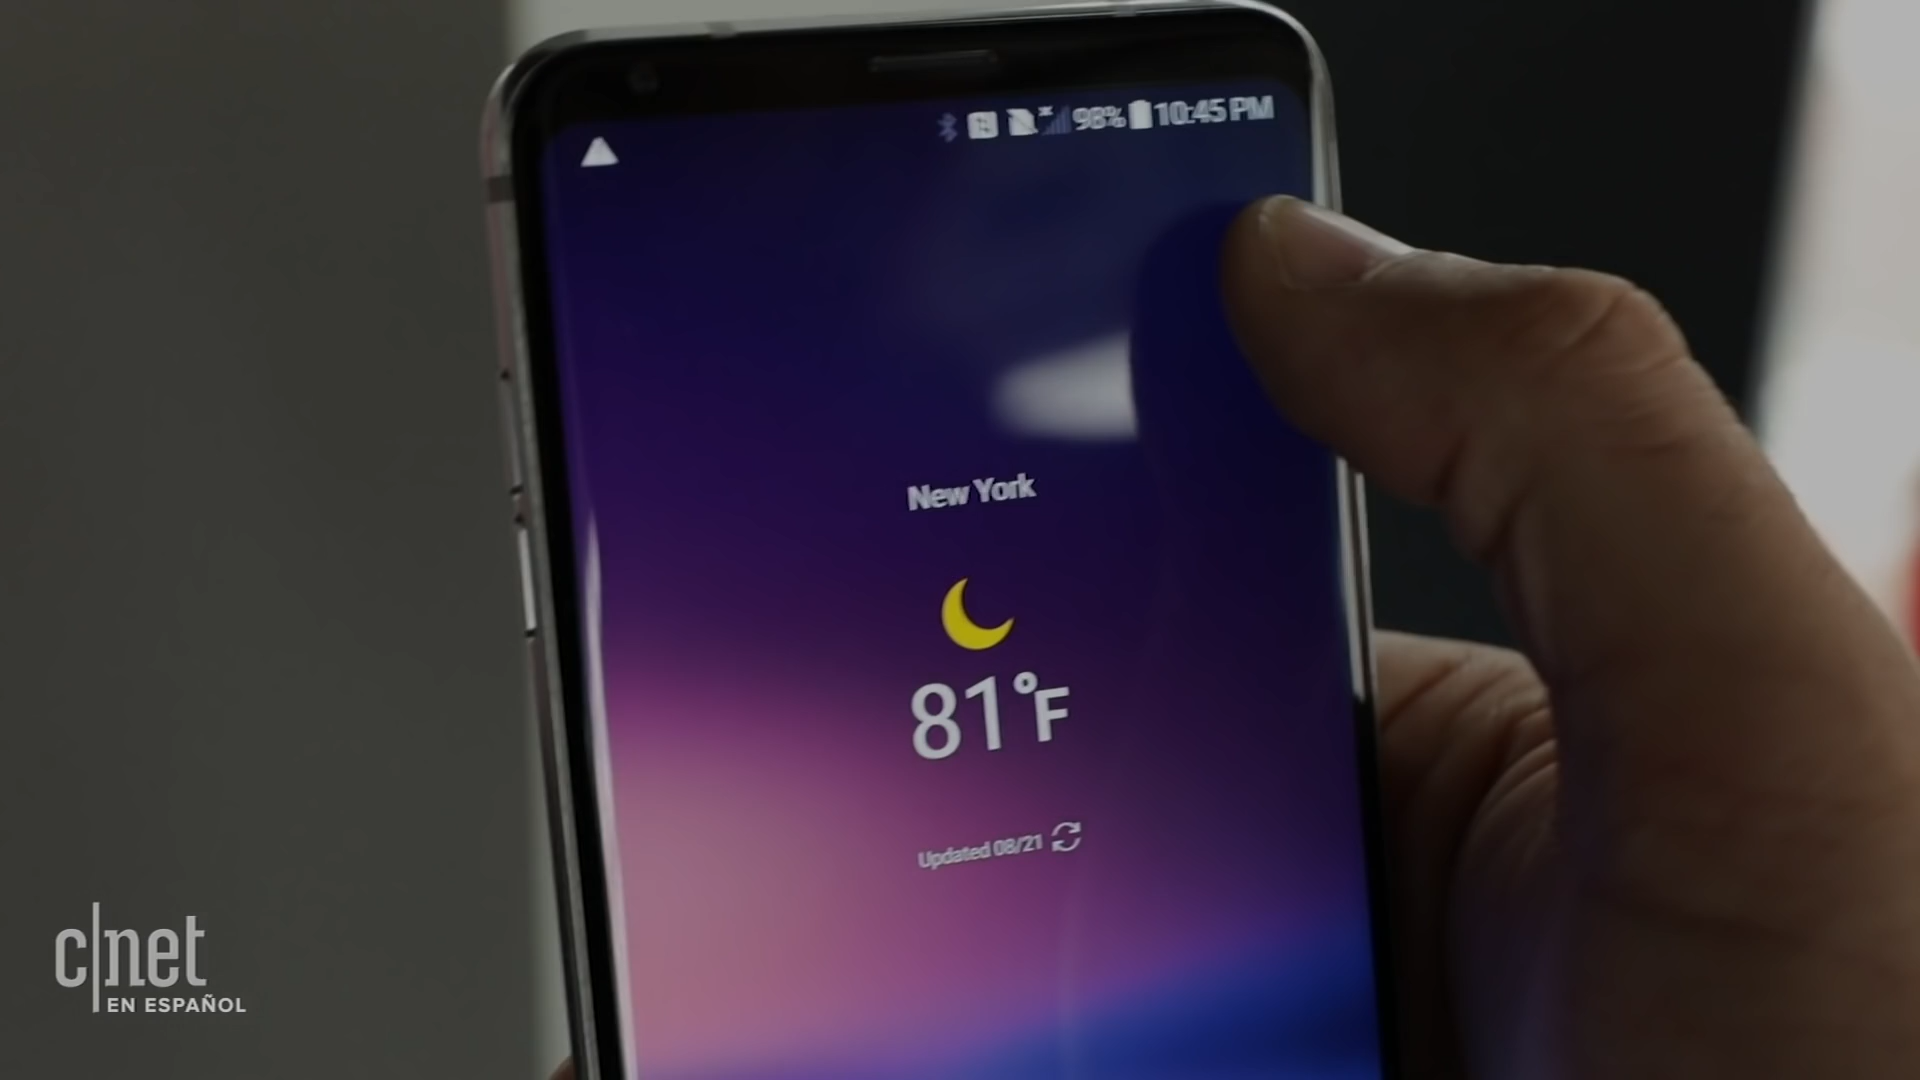 98% 10:45 PM
New York
81°F
Updated 08/21
c|net
EN ESPAÑOL